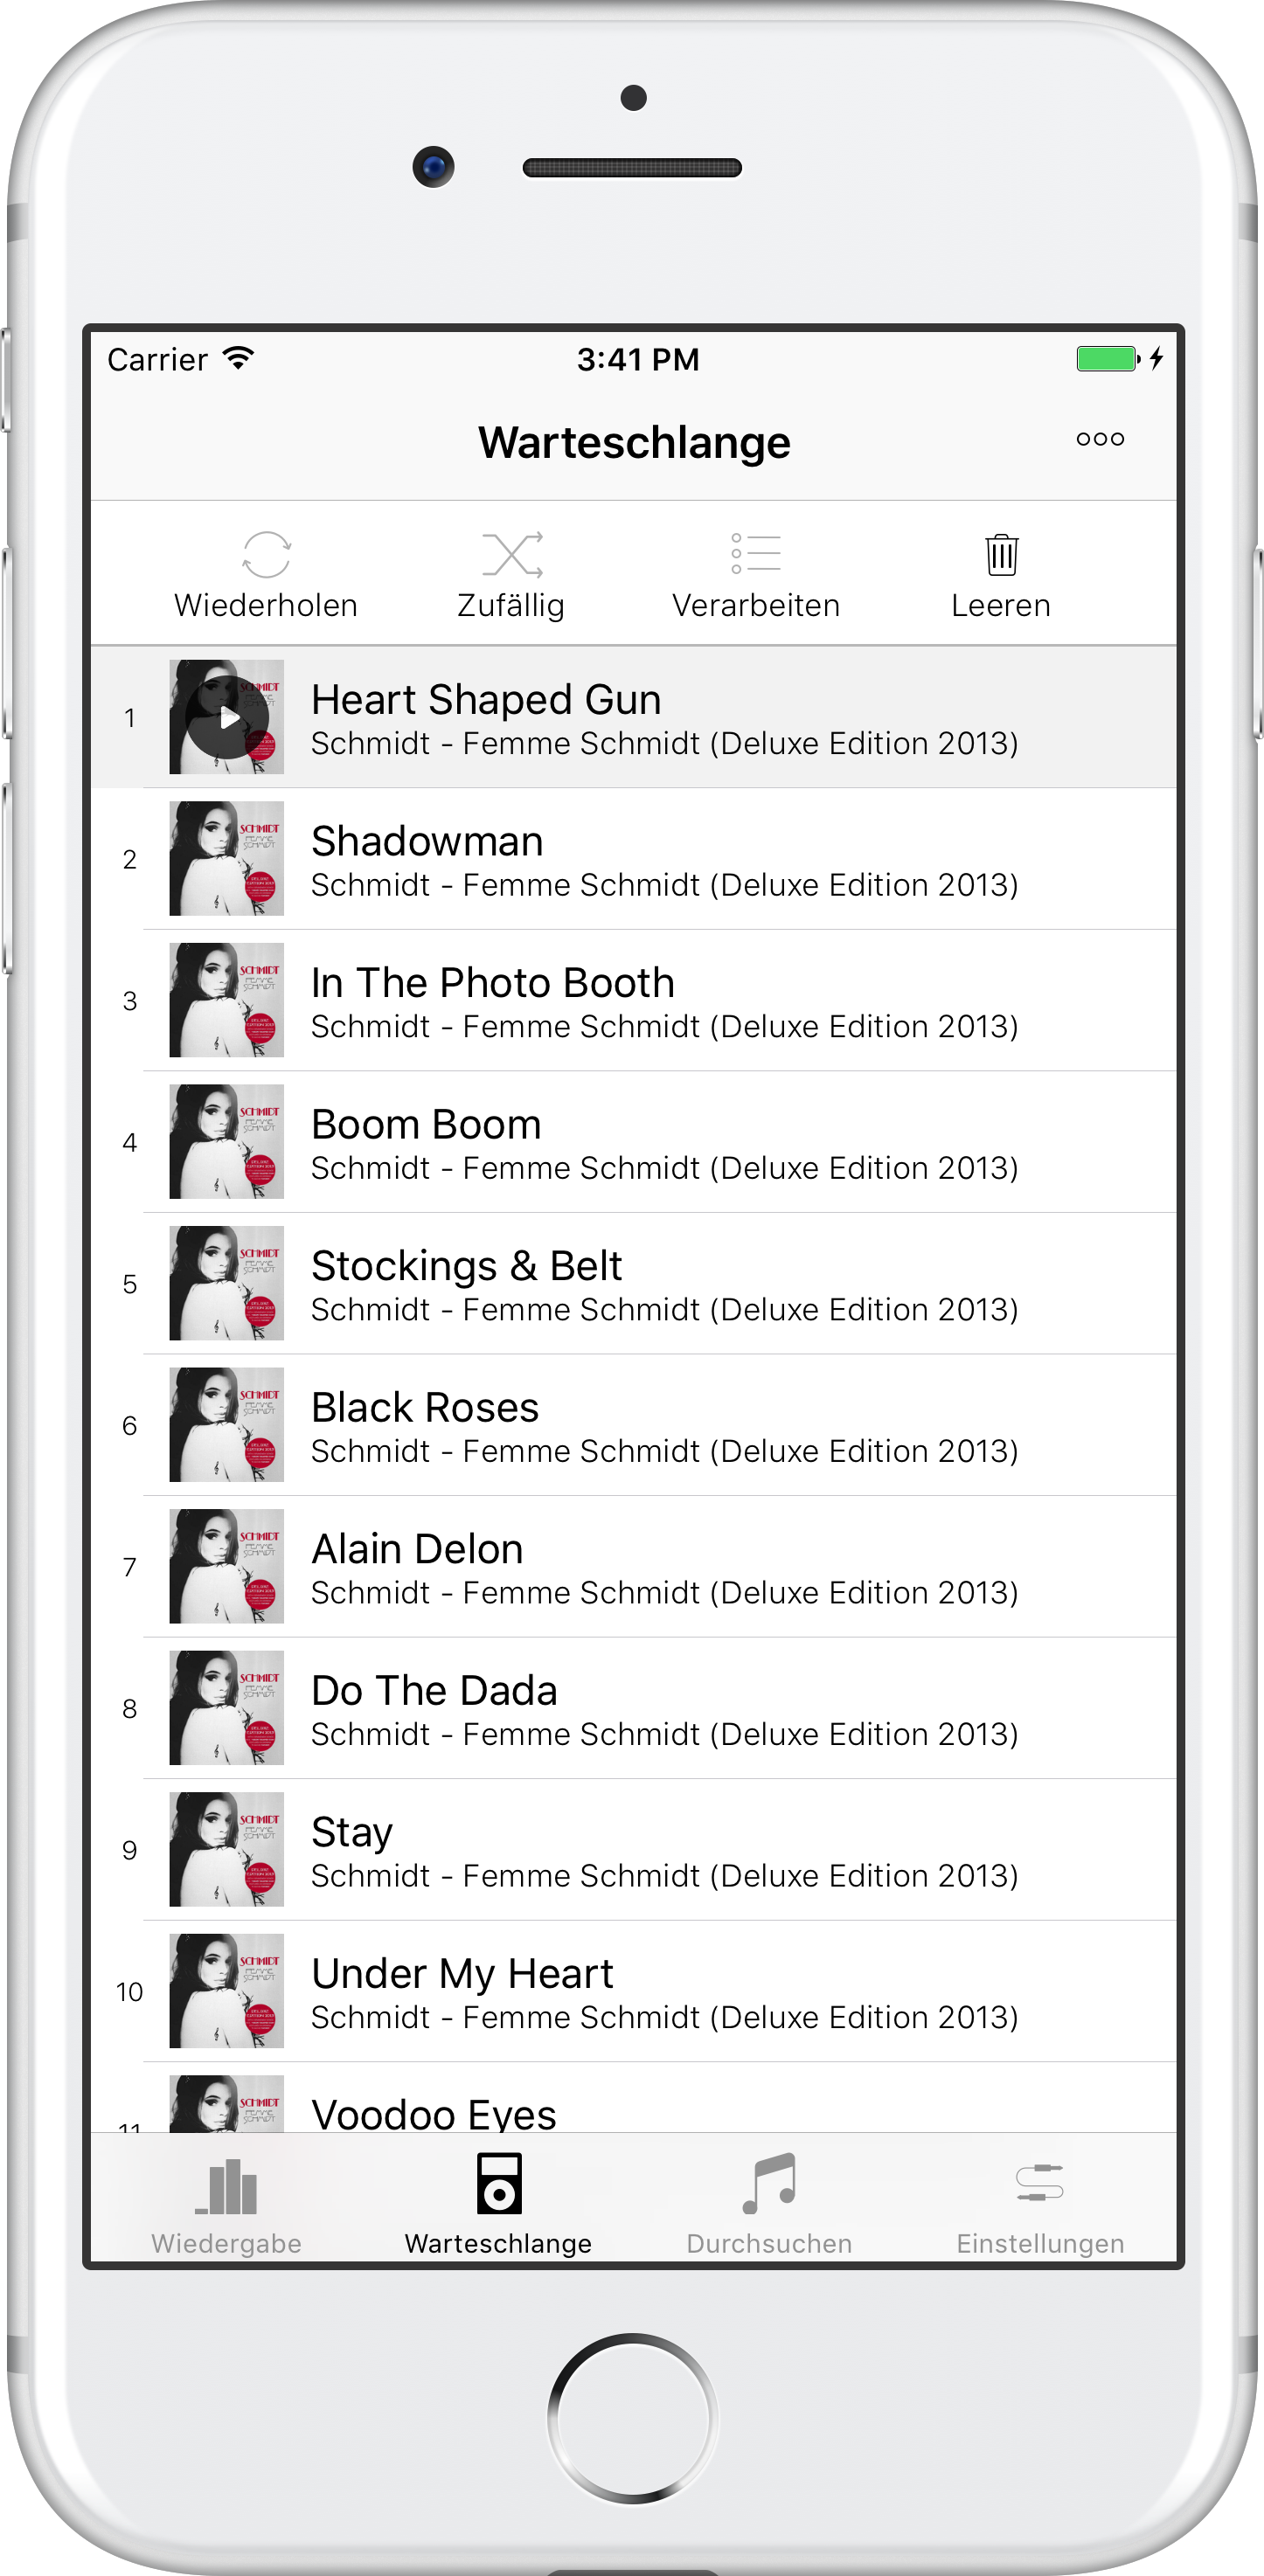 Carrier 3:41 PM
Warteschlange
Wiederholen Zufällig Verarbeiten Leeren
1 Heart Shaped Gun
Schmidt - Femme Schmidt (Deluxe Edition 2013)
2 Shadowman
Schmidt - Femme Schmidt (Deluxe Edition 2013)
3 In The Photo Booth
Schmidt - Femme Schmidt (Deluxe Edition 2013)
4 Boom Boom
Schmidt - Femme Schmidt (Deluxe Edition 2013)
5 Stockings & Belt
Schmidt - Femme Schmidt (Deluxe Edition 2013)
6 Black Roses
Schmidt - Femme Schmidt (Deluxe Edition 2013)
7 Alain Delon
Schmidt - Femme Schmidt (Deluxe Edition 2013)
8 Do The Dada
Schmidt - Femme Schmidt (Deluxe Edition 2013)
9 Stay
Schmidt - Femme Schmidt (Deluxe Edition 2013)
10 Under My Heart
Schmidt - Femme Schmidt (Deluxe Edition 2013)
11 Voodoo Eyes
Wiedergabe Warteschlange Durchsuchen Einstellungen